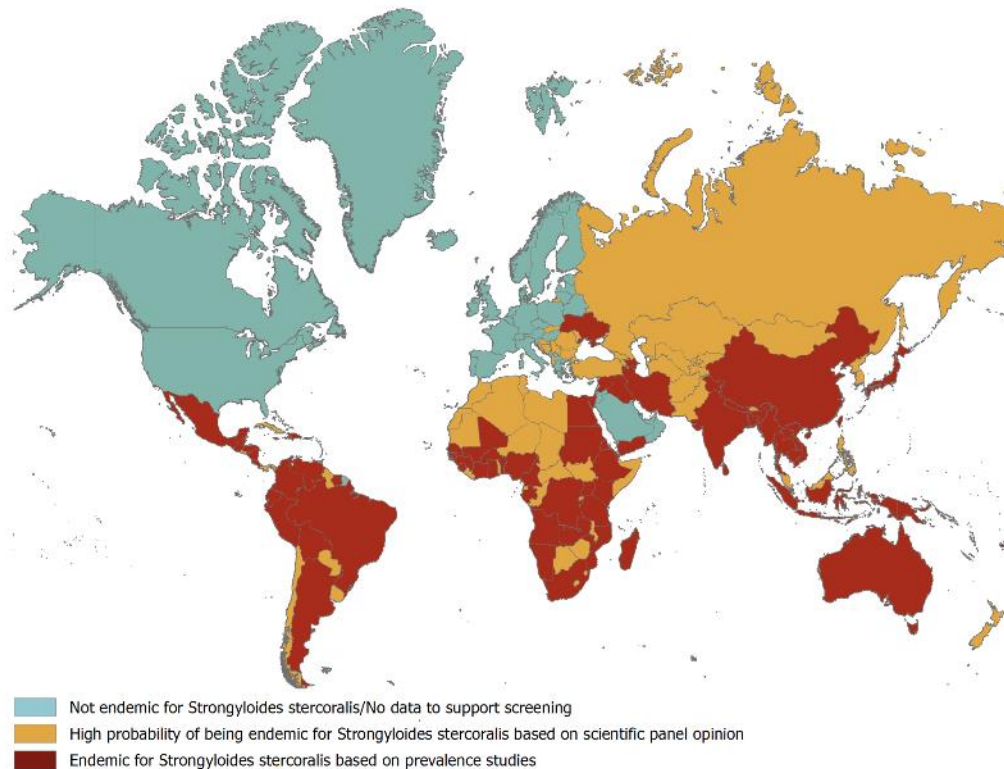 Not endemic for Strongyloides stercoralis/No data to support screening
High probability of being endemic for Strongyloides stercoralis based on scientific panel opinion
Endemic for Strongyloides stercoralis based on prevalence studies